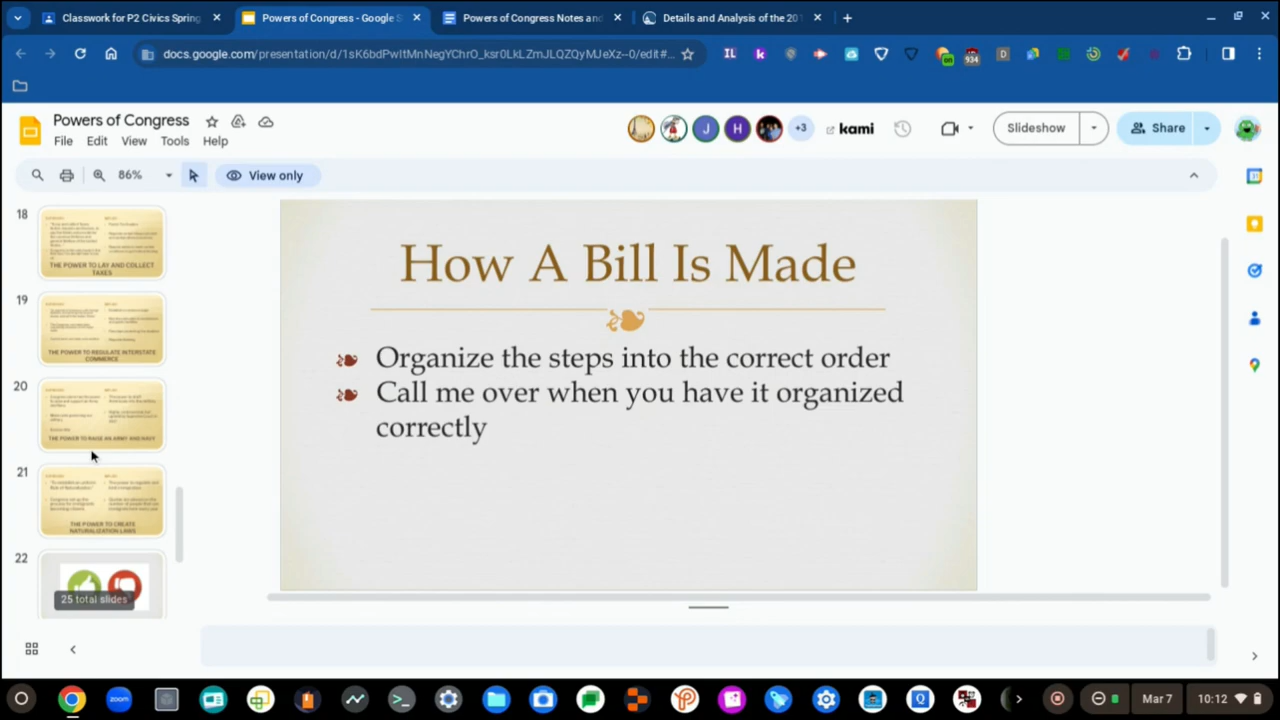 Classwork for P2 Civics Spring
Powers of Congress - Google S
Powers of Congress Notes and
Details and Analysis of the 201
docs.google.com/presentation/d/1sK6bdPwItMnNegYChrO_ksr0LkLZmJLQZQyMJeXz--0/edit#...
Powers of Congress
File Edit View Tools Help
J H +3 kami Slideshow Share
86% View only
18
THE POWER TO LAY AND COLLECT
TAXES
19
THE POWER TO REGULATE INTERSTATE
COMMERCE
20
THE POWER TO RAISE AN ARMY AND NAVY
21
THE POWER TO CREATE
NATURALIZATION LAWS
22
25 total slides
How A Bill Is Made
Organize the steps into the correct order
Call me over when you have it organized
correctly
zoom
Mar 7 10:12